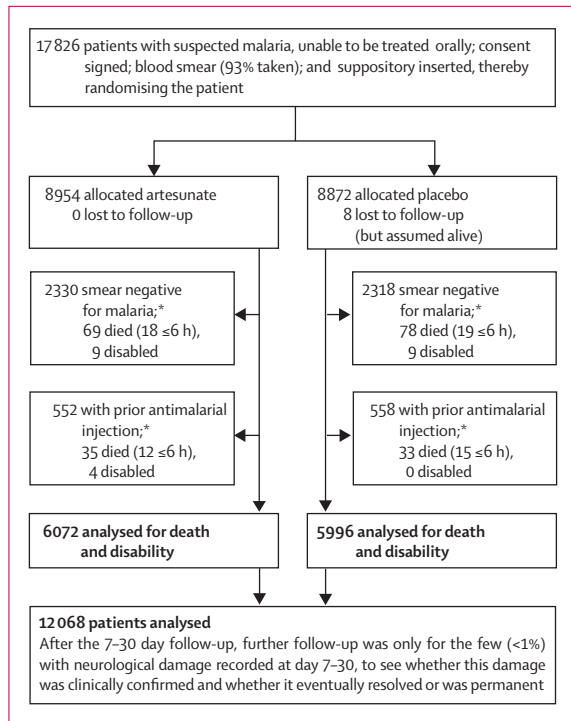 17826 patients with suspected malaria, unable to be treated orally; consent
signed; blood smear (93% taken); and suppository inserted, thereby
randomising the patient
8954 allocated artesunate
0 lost to follow-up
8872 allocated placebo
8 lost to follow-up
(but assumed alive)
2330 smear negative
for malaria;*
69 died (18 ≤6 h),
9 disabled
2318 smear negative
for malaria;*
78 died (19 ≤6 h),
9 disabled
552 with prior antimalarial
injection;*
35 died (12 ≤6 h),
4 disabled
558 with prior antimalarial
injection;*
33 died (15 ≤6 h),
0 disabled
6072 analysed for death
and disability
5996 analysed for death
and disability
12068 patients analysed
After the 7–30 day follow-up, further follow-up was only for the few (<1%)
with neurological damage recorded at day 7–30, to see whether this damage
was clinically confirmed and whether it eventually resolved or was permanent